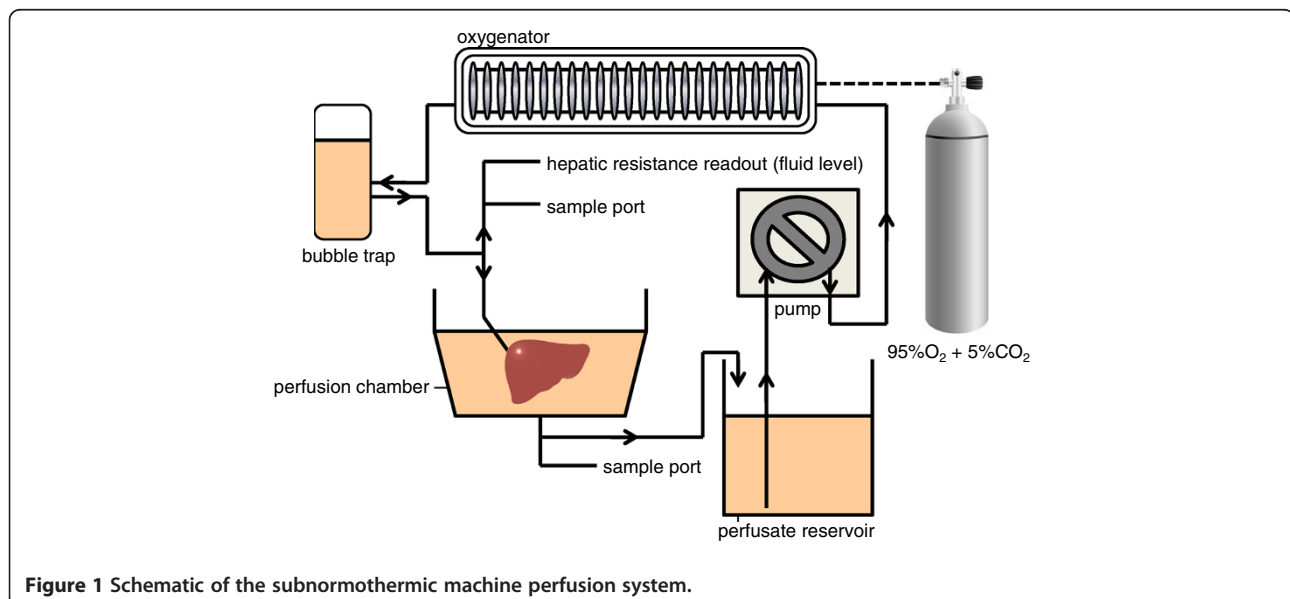 oxygenator
hepatic resistance readout (fluid level)
sample port
bubble trap
pump
95%O₂ + 5%CO₂
perfusion chamber
sample port
perfusate reservoir
Figure 1 Schematic of the subnormothermic machine perfusion system.